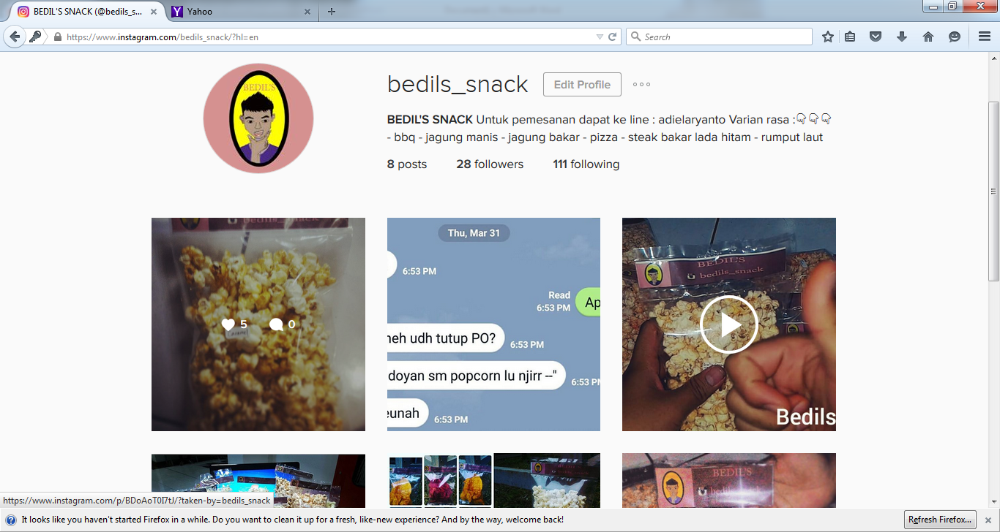 BEDIL'S SNACK (@bedils_s...
Yahoo
https://www.instagram.com/bedils_snack/?hl=en
Search
BEDIL'S
bedils_snack
Edit Profile
BEDIL'S SNACK Untuk pemesanan dapat ke line : adielaryanto Varian rasa :👇👇👇
- bbq - jagung manis - jagung bakar - pizza - steak bakar lada hitam - rumput laut
8 posts 28 followers 111 following
bedils_snack
5 0
Thu, Mar 31
6:53 PM
Read
6:53 PM
Ap
neh udh tutup PO?
6:53 PM
doyan sm popcorn lu njirr --"
6:53 PM
eunah
6:53 PM
BEDIL'S
bedils_snack
Bedils
BEDIL'S
bedils_snack
https://www.instagram.com/p/BDoAoT0I7tJ/?taken-by=bedils_snack
It looks like you haven't started Firefox in a while. Do you want to clean it up for a fresh, like-new experience? And by the way, welcome back!
Refresh Firefox...